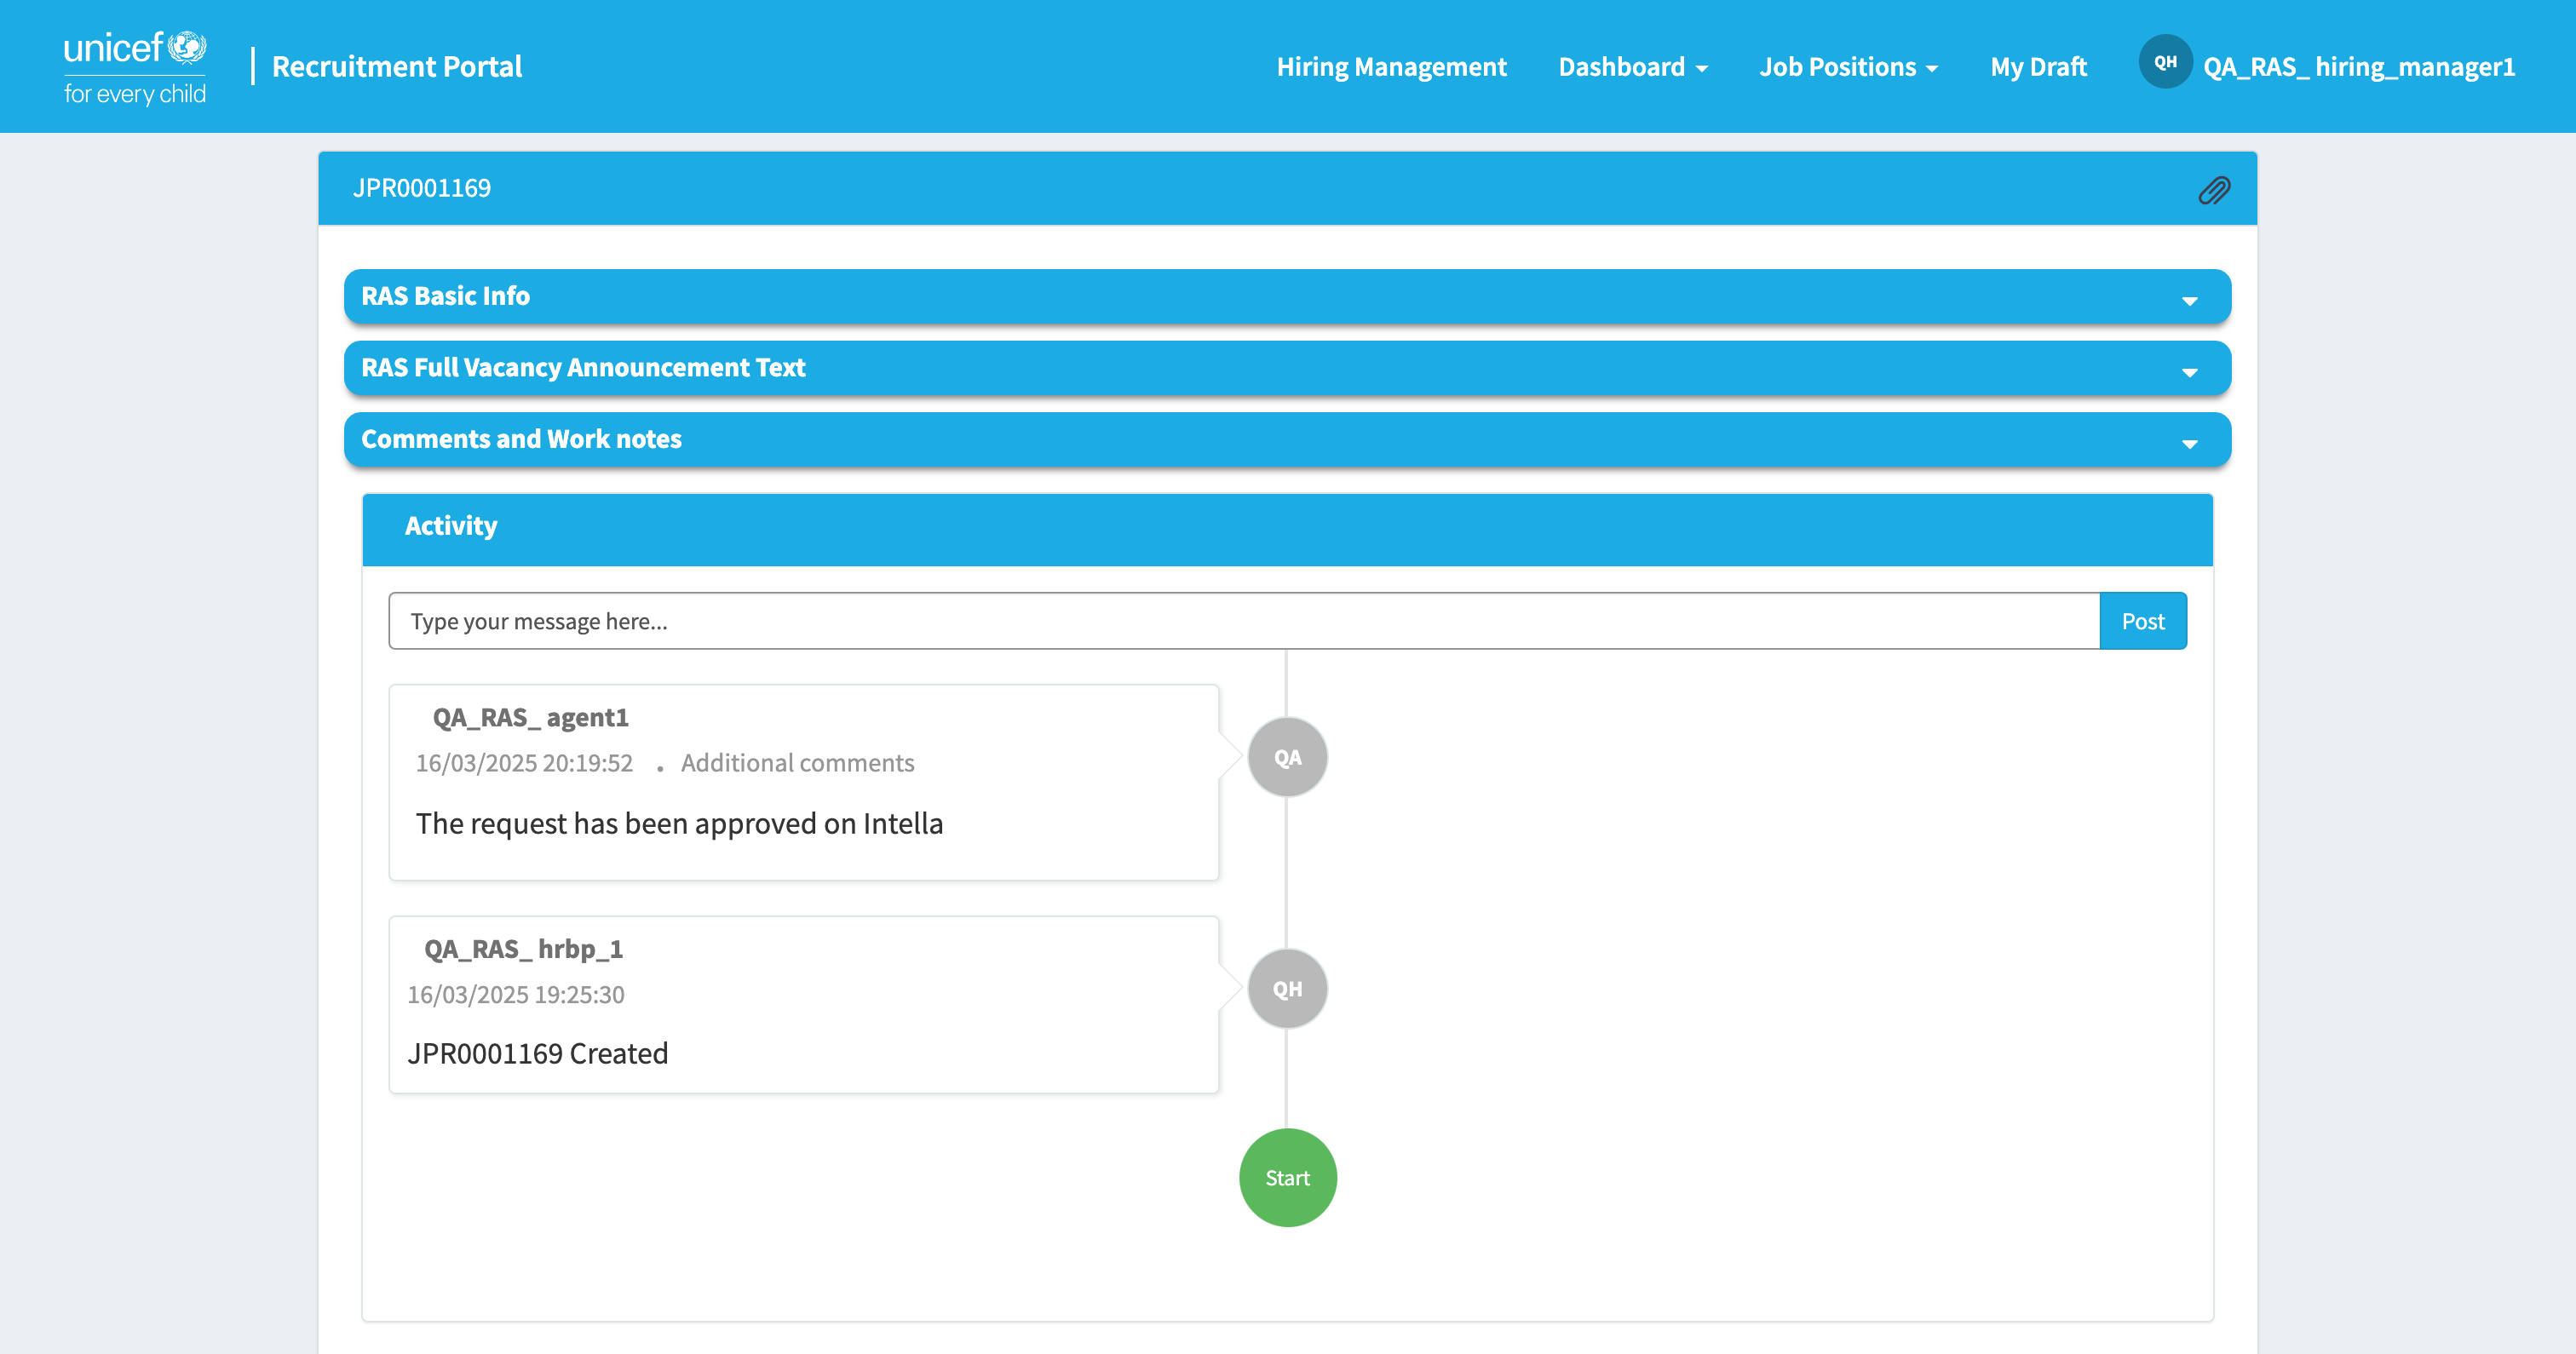 unicef
for every child
Recruitment Portal
Hiring Management
Dashboard
Job Positions
My Draft
QH
QA_RAS_ hiring_manager1
JPR0001169
RAS Basic Info
RAS Full Vacancy Announcement Text
Comments and Work notes
Activity
Type your message here...
Post
QA_RAS_ agent1
16/03/2025 20:19:52 . Additional comments
The request has been approved on Intella
QA
QA_RAS_ hrbp_1
16/03/2025 19:25:30
JPR0001169 Created
QH
Start